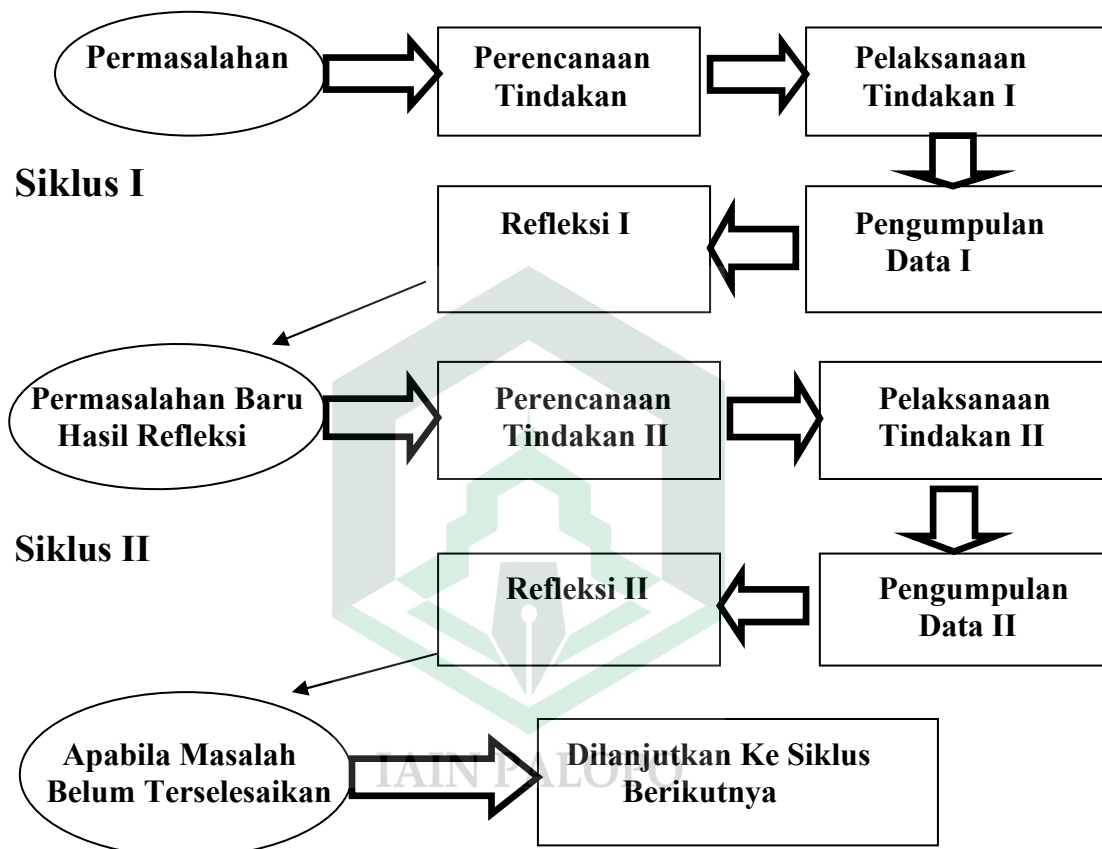 Permasalahan
Perencanaan
Tindakan
Pelaksanaan
Tindakan I
Siklus I
Refleksi I
Pengumpulan
Data I
Permasalahan Baru
Hasil Refleksi
Perencanaan
Tindakan II
Pelaksanaan
Tindakan II
Siklus II
Refleksi II
Pengumpulan
Data II
Apabila Masalah
Belum Terselesaikan
Dilanjutkan Ke Siklus
Berikutnya
IAIN PALOPO